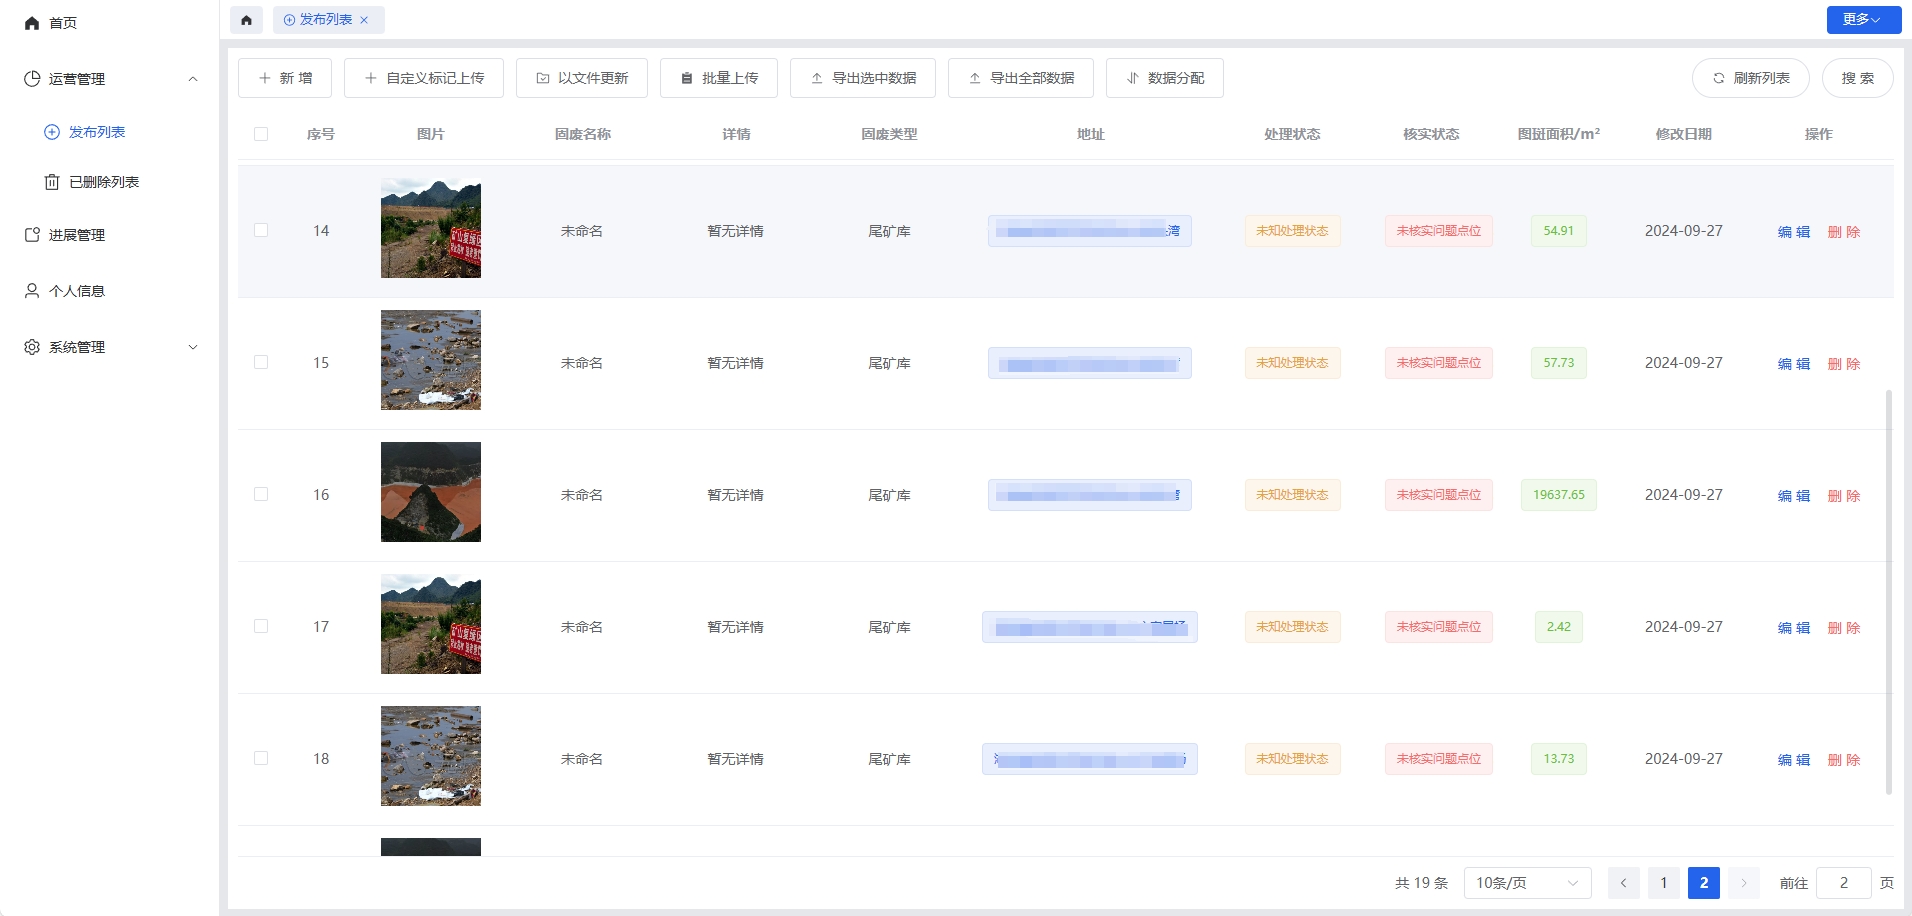 首页
运营管理
发布列表
已删除列表
进展管理
个人信息
系统管理
发布列表
更多
新 增
自定义标记上传
以文件更新
批量上传
导出选中数据
导出全部数据
数据分配
刷新列表
搜 索
序号 图片 固废名称 详情 固废类型 地址 处理状态 核实状态 图斑面积/m² 修改日期 操作
14 未命名 暂无详情 尾矿库 湾 未知处理状态 未核实问题点位 54.91 2024-09-27 编 辑 删 除
15 未命名 暂无详情 尾矿库 未知处理状态 未核实问题点位 57.73 2024-09-27 编 辑 删 除
16 未命名 暂无详情 尾矿库 未知处理状态 未核实问题点位 19637.65 2024-09-27 编 辑 删 除
17 未命名 暂无详情 尾矿库 未知处理状态 未核实问题点位 2.42 2024-09-27 编 辑 删 除
18 未命名 暂无详情 尾矿库 未知处理状态 未核实问题点位 13.73 2024-09-27 编 辑 删 除
共 19 条 10条/页 1 2 前往 2 页